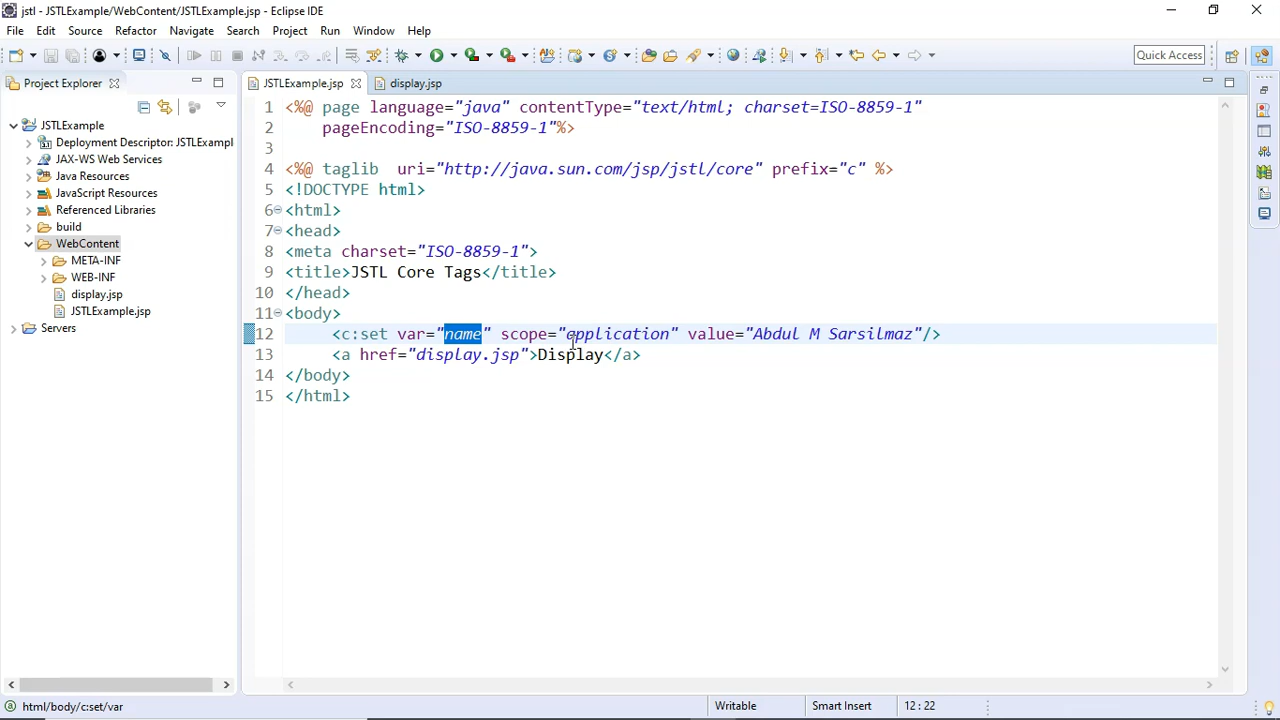 jstl - JSTLExample/WebContent/JSTLExample.jsp - Eclipse IDE
File Edit Source Refactor Navigate Search Project Run Window Help
Quick Access
Project Explorer
JSTLExample.jsp
display.jsp
JSTLExample
Deployment Descriptor: JSTLExampl
JAX-WS Web Services
Java Resources
JavaScript Resources
Referenced Libraries
build
WebContent
META-INF
WEB-INF
display.jsp
JSTLExample.jsp
Servers
1 <%@ page language="java" contentType="text/html; charset=ISO-8859-1"
2 pageEncoding="ISO-8859-1"%>
3
4 <%@ taglib  uri="http://java.sun.com/jsp/jstl/core" prefix="c" %>
5 <!DOCTYPE html>
6 <html>
7 <head>
8 <meta charset="ISO-8859-1">
9 <title>JSTL Core Tags</title>
10 </head>
11 <body>
12 <c:set var="name" scope="application" value="Abdul M Sarsilmaz"/>
13 <a href="display.jsp">Display</a>
14 </body>
15 </html>
html/body/c:set/var
Writable
Smart Insert
12 : 22